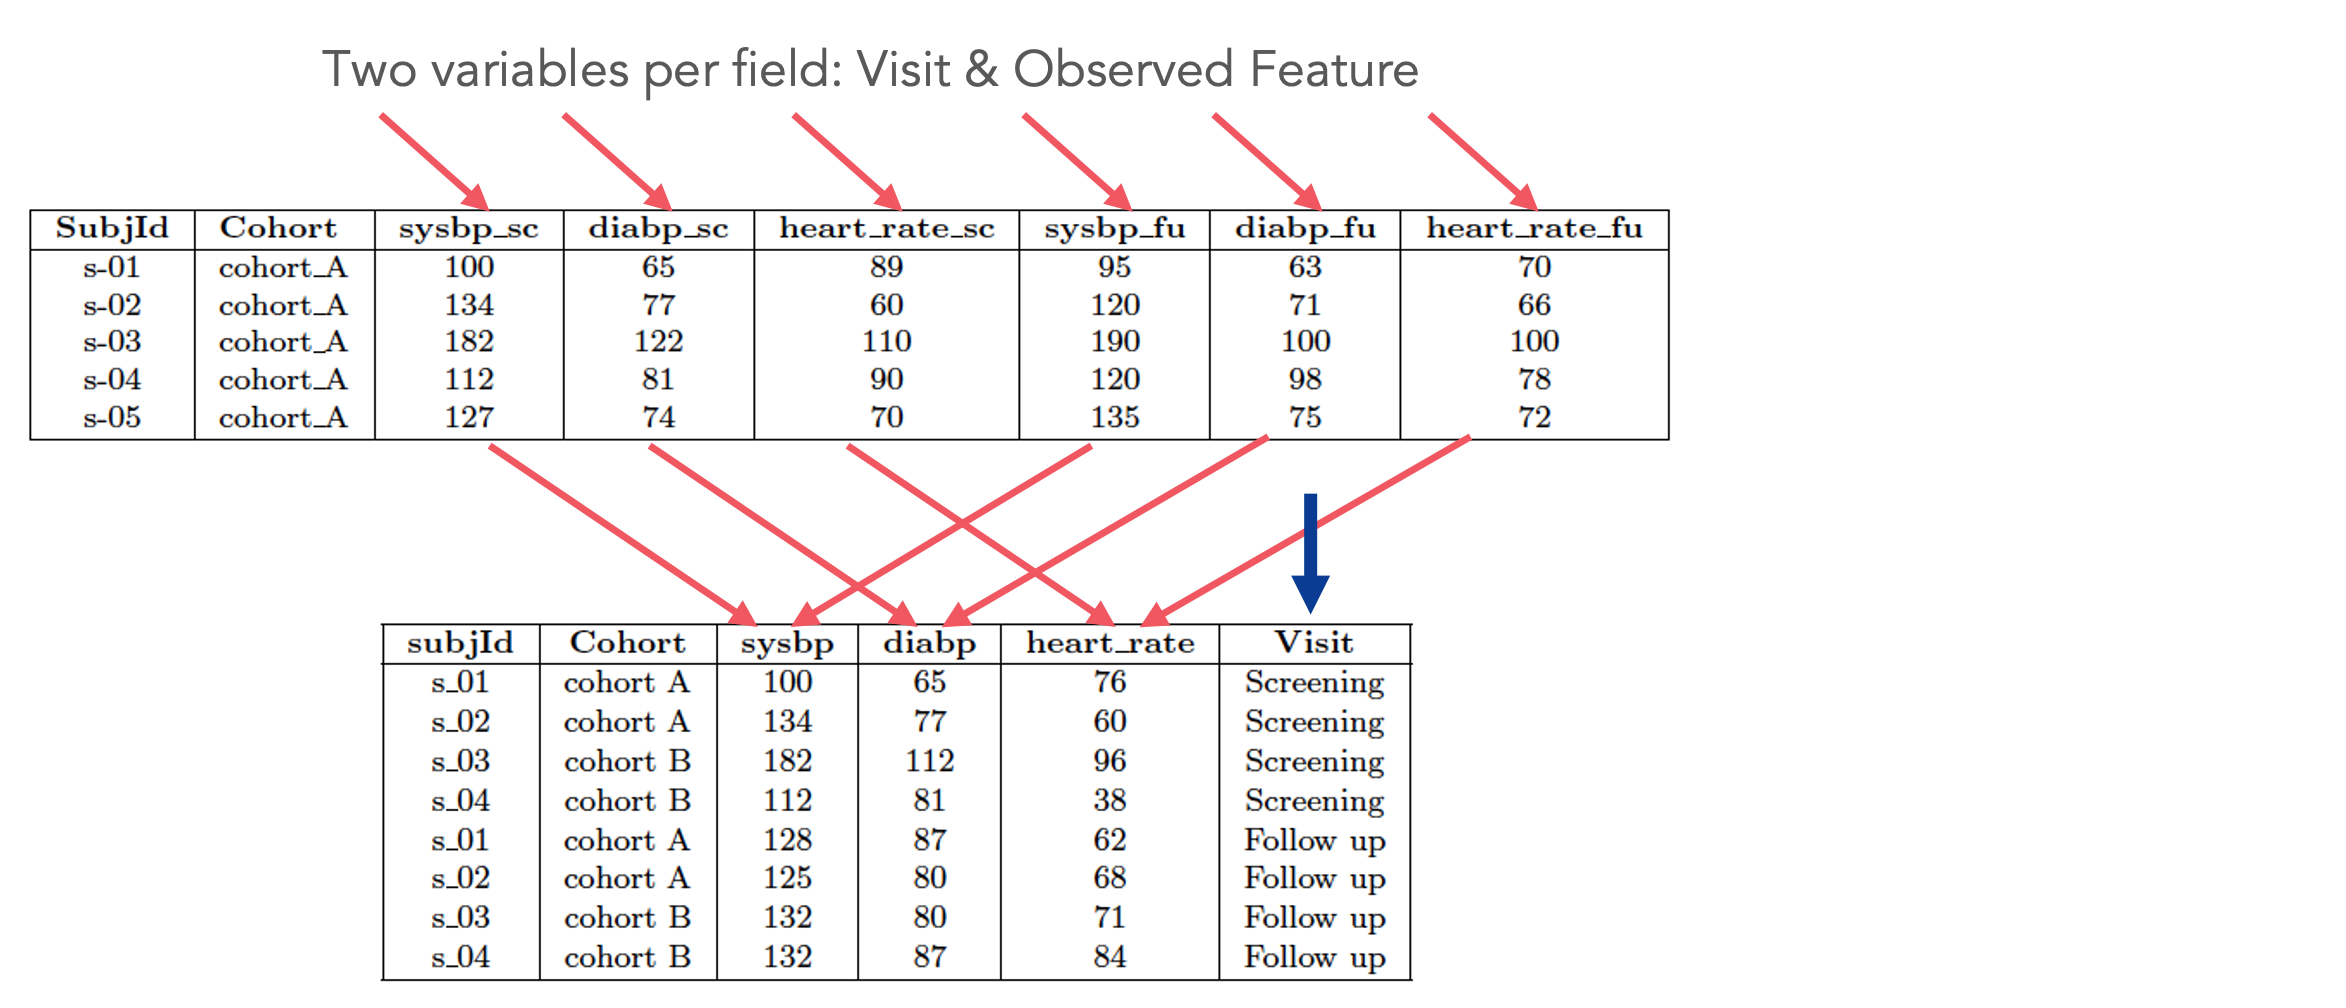 Two variables per field: Visit & Observed Feature
SubjId Cohort sysbp_sc diabp_sc heart_rate_sc sysbp_fu diabp_fu heart_rate_fu
s-01 cohort_A 100 65 89 95 63 70
s-02 cohort_A 134 77 60 120 71 66
s-03 cohort_A 182 122 110 190 100 100
s-04 cohort_A 112 81 90 120 98 78
s-05 cohort_A 127 74 70 135 75 72
subjId Cohort sysbp diabp heart_rate Visit
s_01 cohort A 100 65 76 Screening
s_02 cohort A 134 77 60 Screening
s_03 cohort B 182 112 96 Screening
s_04 cohort B 112 81 38 Screening
s_01 cohort A 128 87 62 Follow up
s_02 cohort A 125 80 68 Follow up
s_03 cohort B 132 80 71 Follow up
s_04 cohort B 132 87 84 Follow up